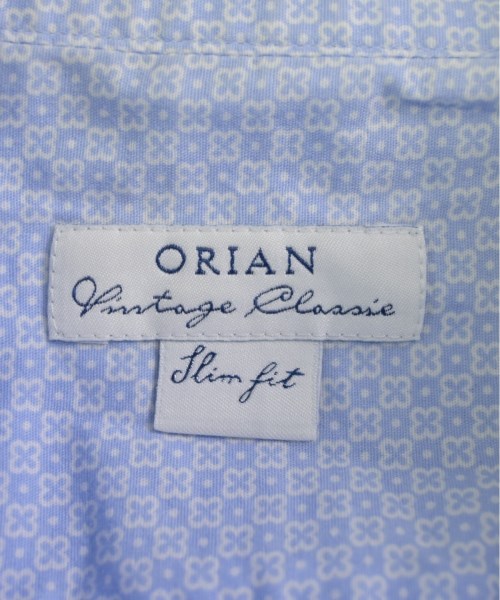 ORIAN
Vintage Classic
Slim fit